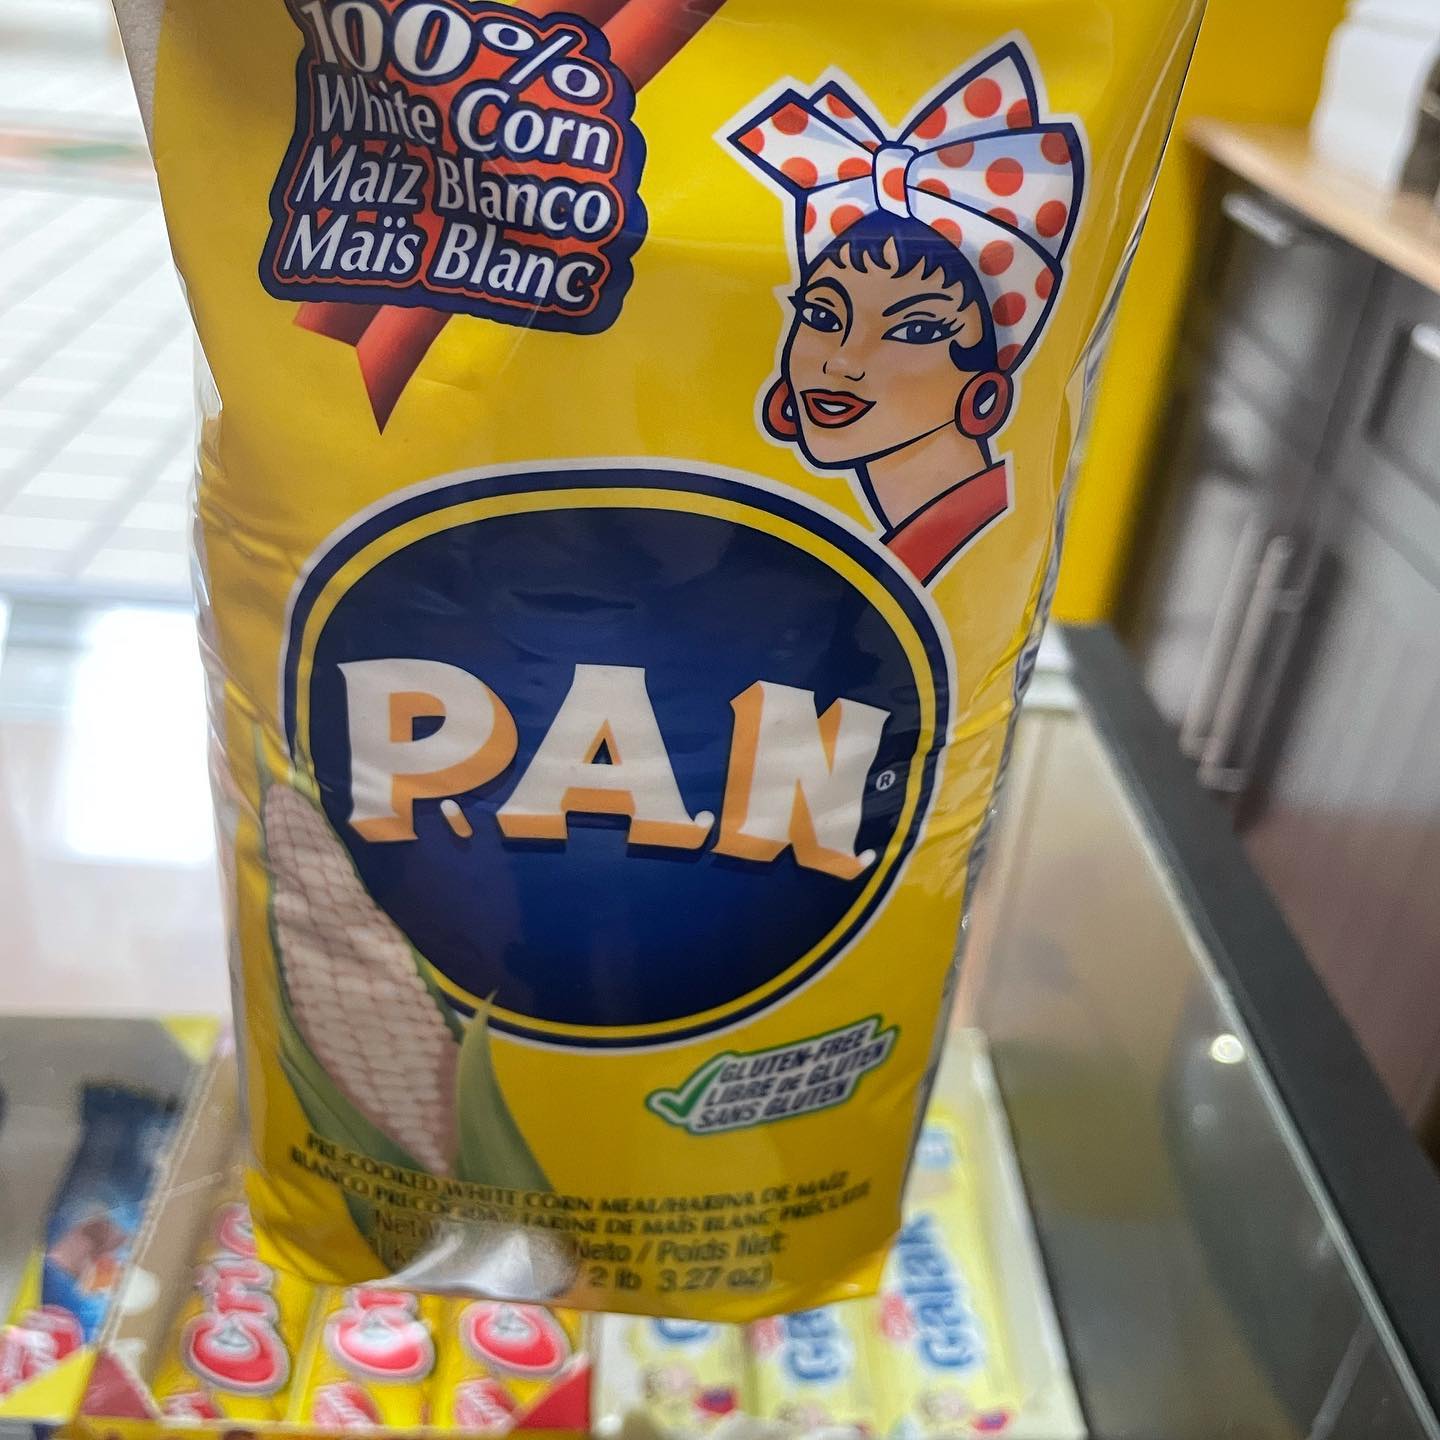 100%
White Corn
Maíz Blanco
Maïs Blanc
P.A.N.
®
GLUTEN-FREE
LIBRE DE GLUTEN
SANS GLUTEN
PRE-COOKED WHITE CORN MEAL/HARINA DE MAÍZ
BLANCO PRECOCIDA/ FARINE DE MAÏS BLANC PRÉCUITE
Neto / Poids Net:
2 lb 3.27 oz)
Galak